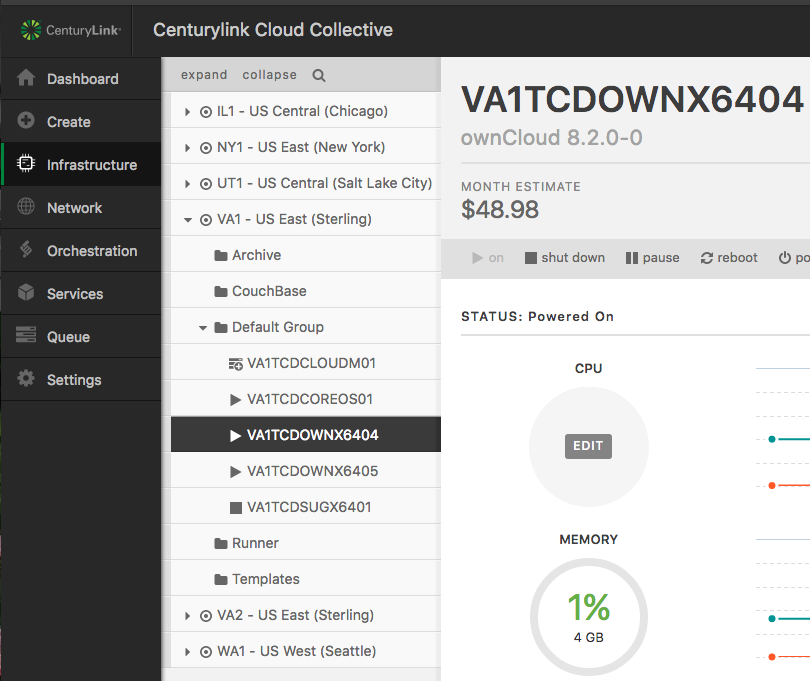 CenturyLink
Centurylink Cloud Collective
Dashboard
Create
Infrastructure
Network
Orchestration
Services
Queue
Settings
expand collapse
IL1 - US Central (Chicago)
NY1 - US East (New York)
UT1 - US Central (Salt Lake City)
VA1 - US East (Sterling)
Archive
CouchBase
Default Group
VA1TCDCLOUDM01
VA1TCDCOREOS01
VA1TCDOWNX6404
VA1TCDOWNX6405
VA1TCDSUGX6401
Runner
Templates
VA2 - US East (Sterling)
WA1 - US West (Seattle)
VA1TCDOWNX6404
ownCloud 8.2.0-0
MONTH ESTIMATE
$48.98
on shut down pause reboot po
STATUS: Powered On
CPU
EDIT
MEMORY
1%
4 GB